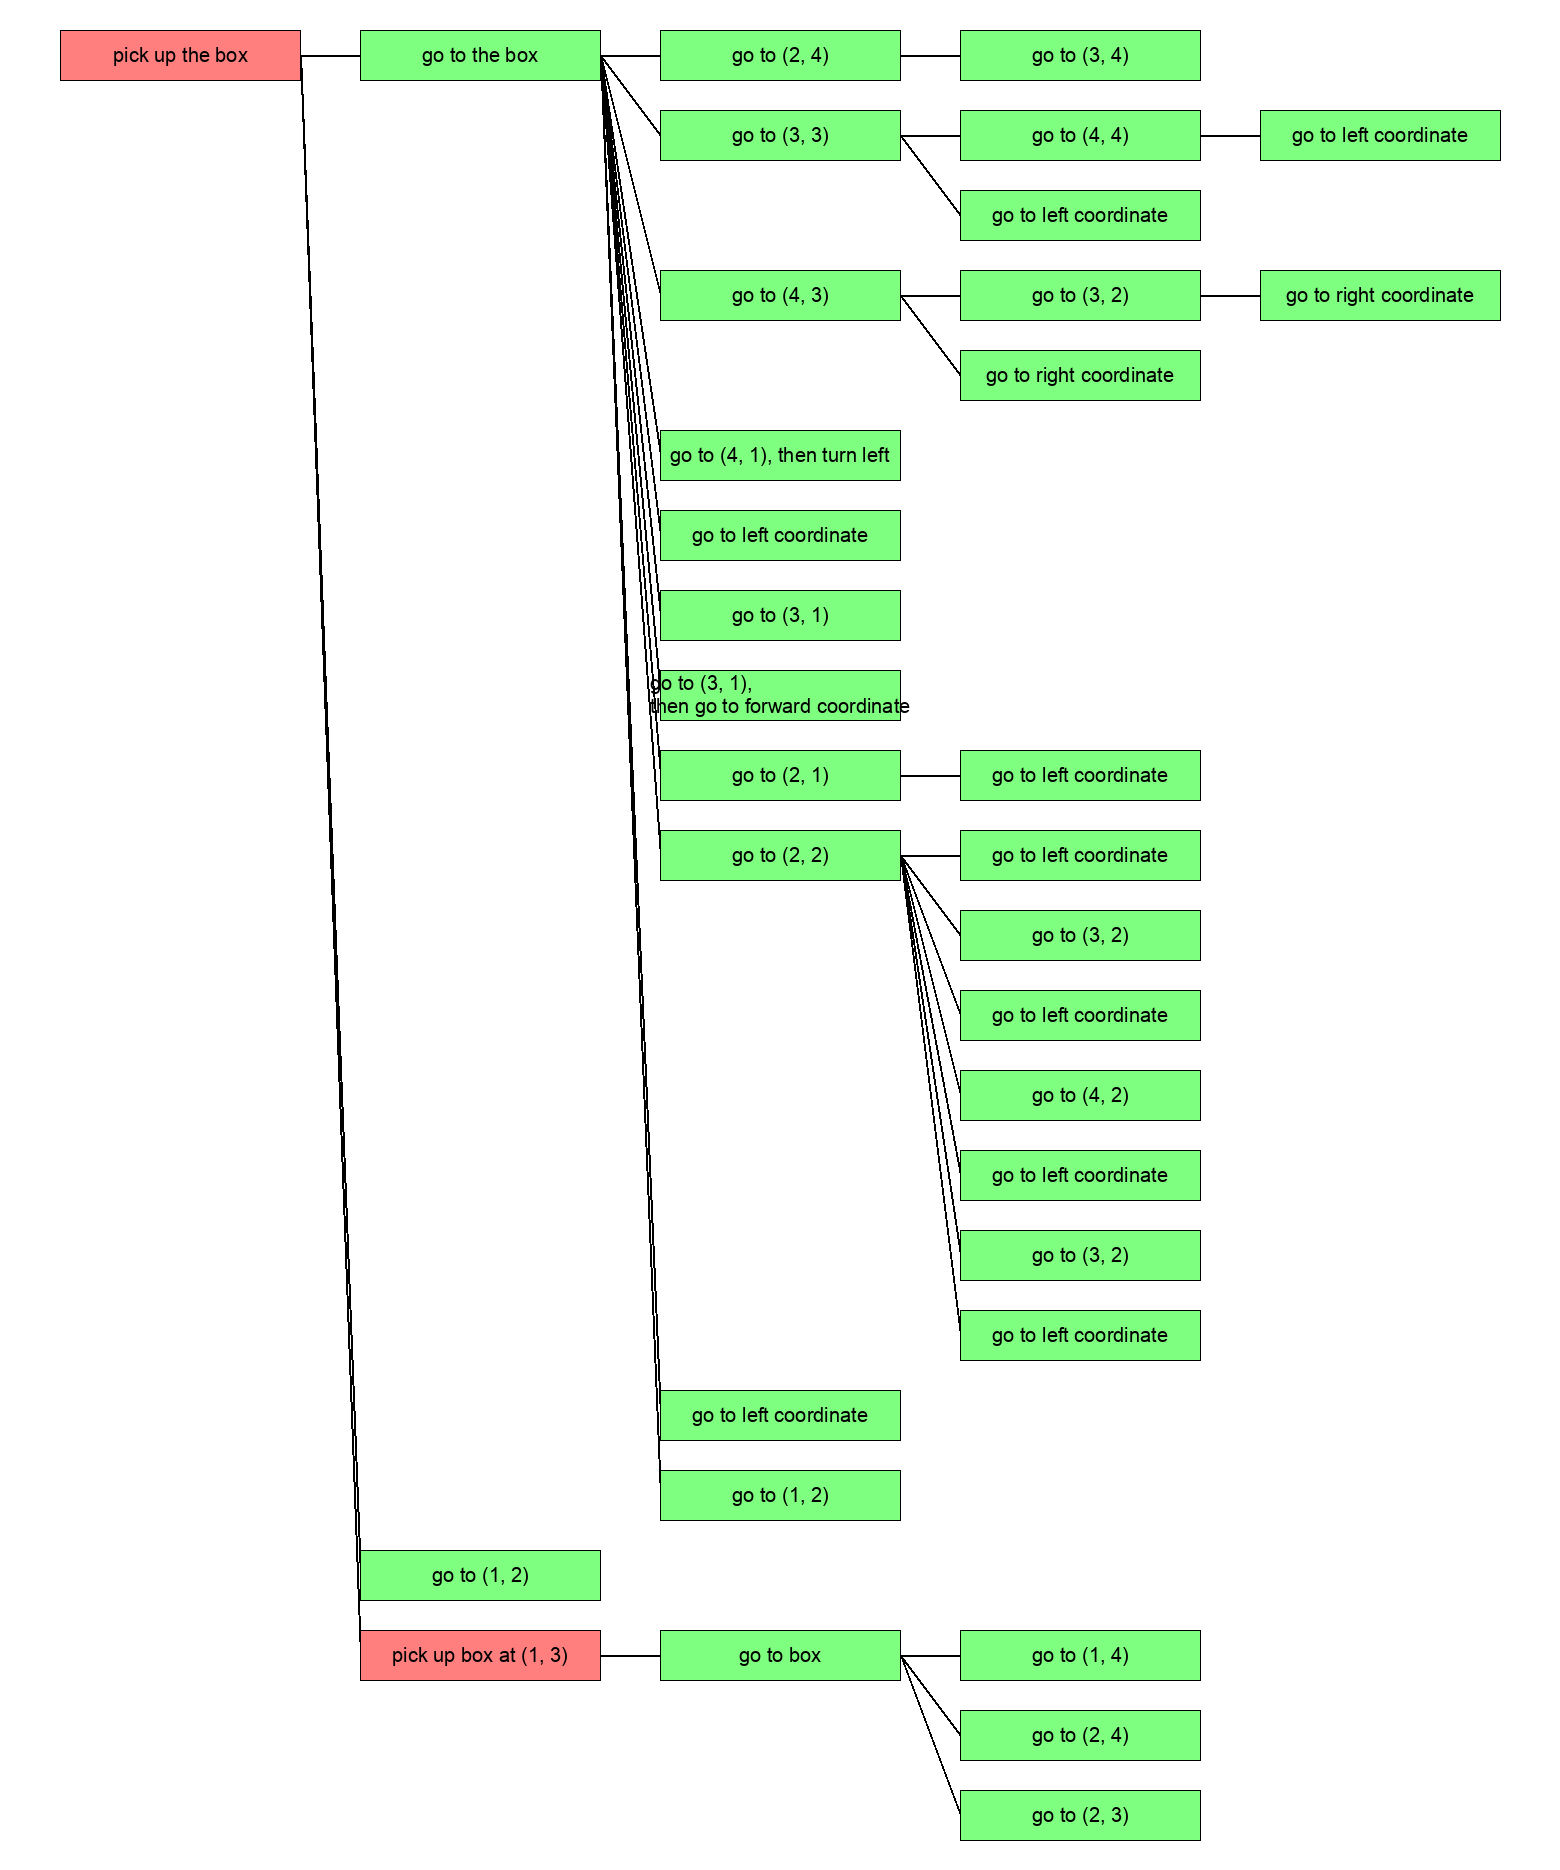 pick up the box
go to the box
go to (2, 4)
go to (3, 4)
go to (3, 3)
go to (4, 4)
go to left coordinate
go to left coordinate
go to (4, 3)
go to (3, 2)
go to right coordinate
go to right coordinate
go to (4, 1), then turn left
go to left coordinate
go to (3, 1)
go to (3, 1),
then go to forward coordinate
go to (2, 1)
go to left coordinate
go to (2, 2)
go to left coordinate
go to (3, 2)
go to left coordinate
go to (4, 2)
go to left coordinate
go to (3, 2)
go to left coordinate
go to left coordinate
go to (1, 2)
go to (1, 2)
pick up box at (1, 3)
go to box
go to (1, 4)
go to (2, 4)
go to (2, 3)